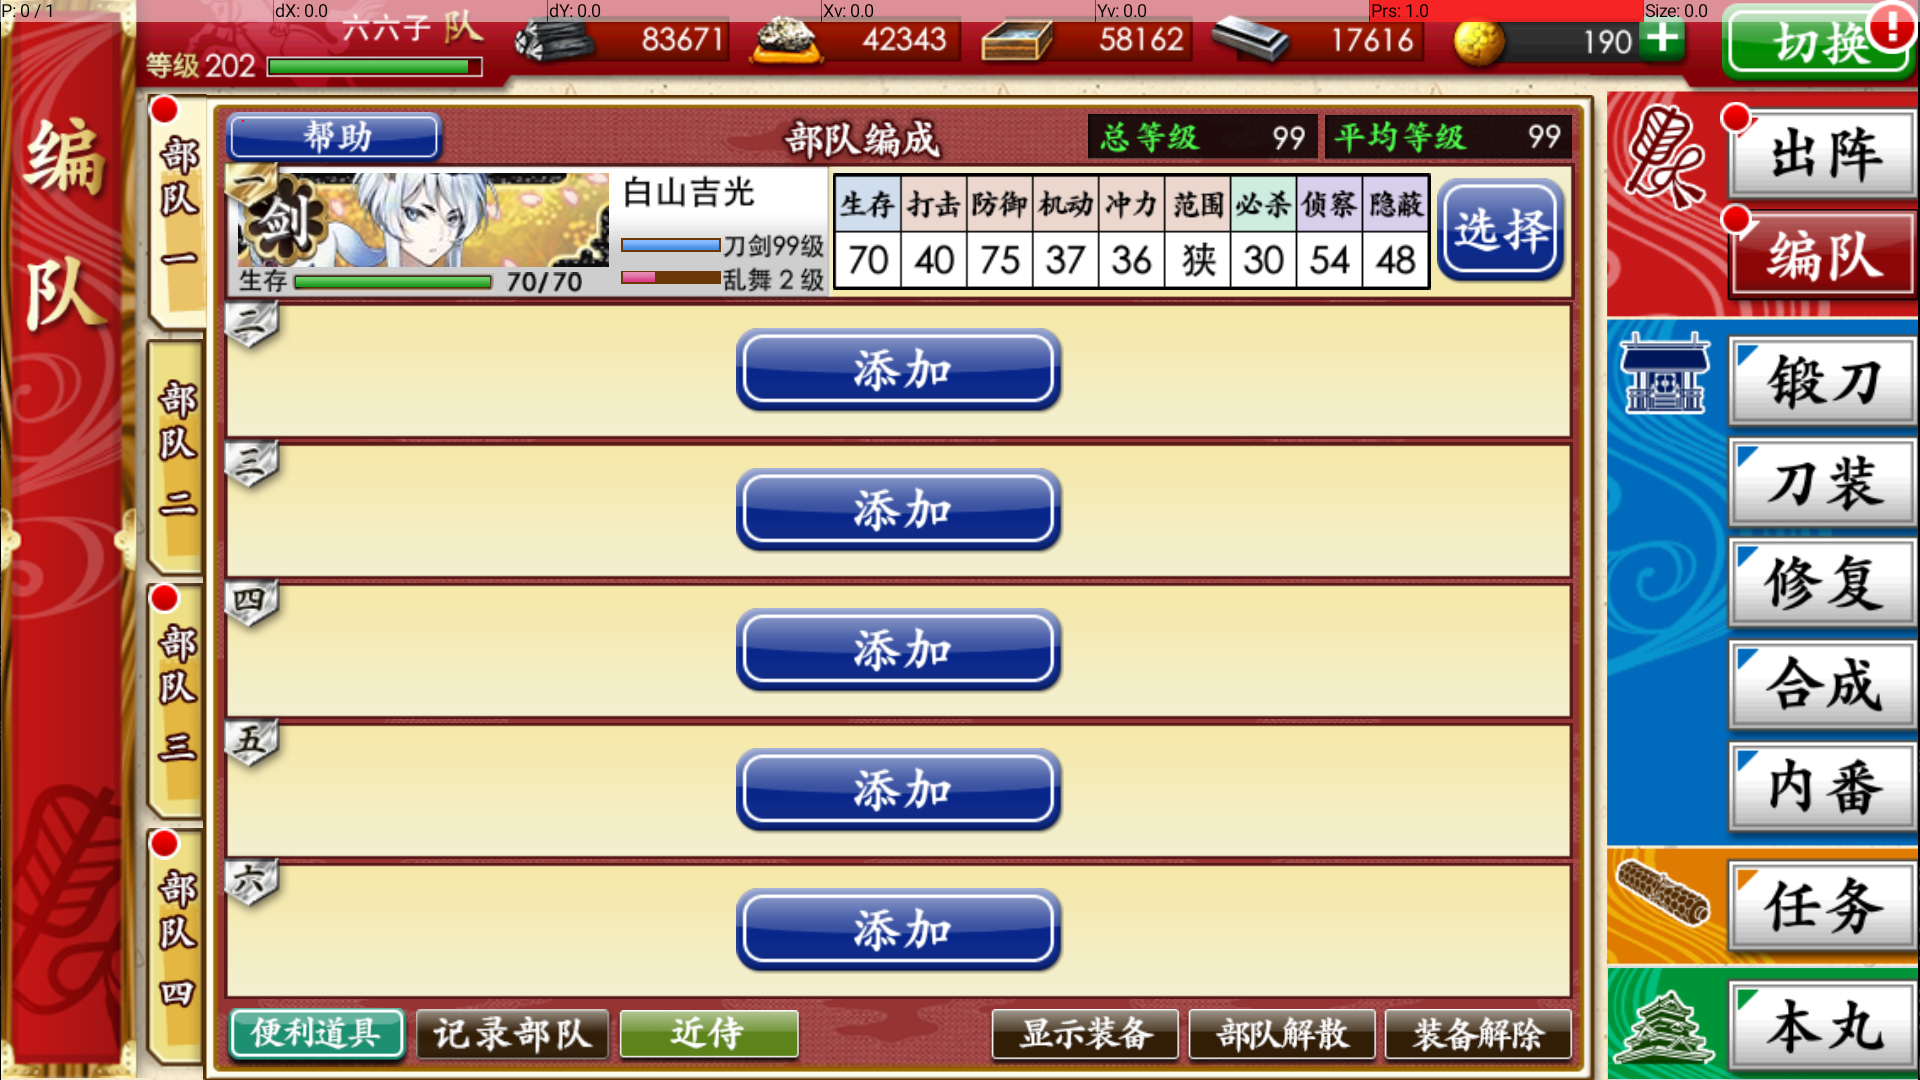 P: 0 / 1 dX: 0.0 dY: 0.0 Xv: 0.0 Yv: 0.0 Prs: 1.0 Size: 0.0
六六子 队
等级 202
83671 42343 58162 17616 190
切换
编队
部队一
部队二
部队三
部队四
帮助 部队编成 总等级 99 平均等级 99
一
剑
白山吉光
刀剑99级
乱舞 2 级
生存 70/70
生存 打击 防御 机动 冲力 范围 必杀 侦察 隐蔽
70 40 75 37 36 狭 30 54 48
选择
二 添加
三 添加
四 添加
五 添加
六 添加
便利道具 记录部队 近侍 显示装备 部队解散 装备解除
出阵
编队
锻刀
刀装
修复
合成
内番
任务
本丸